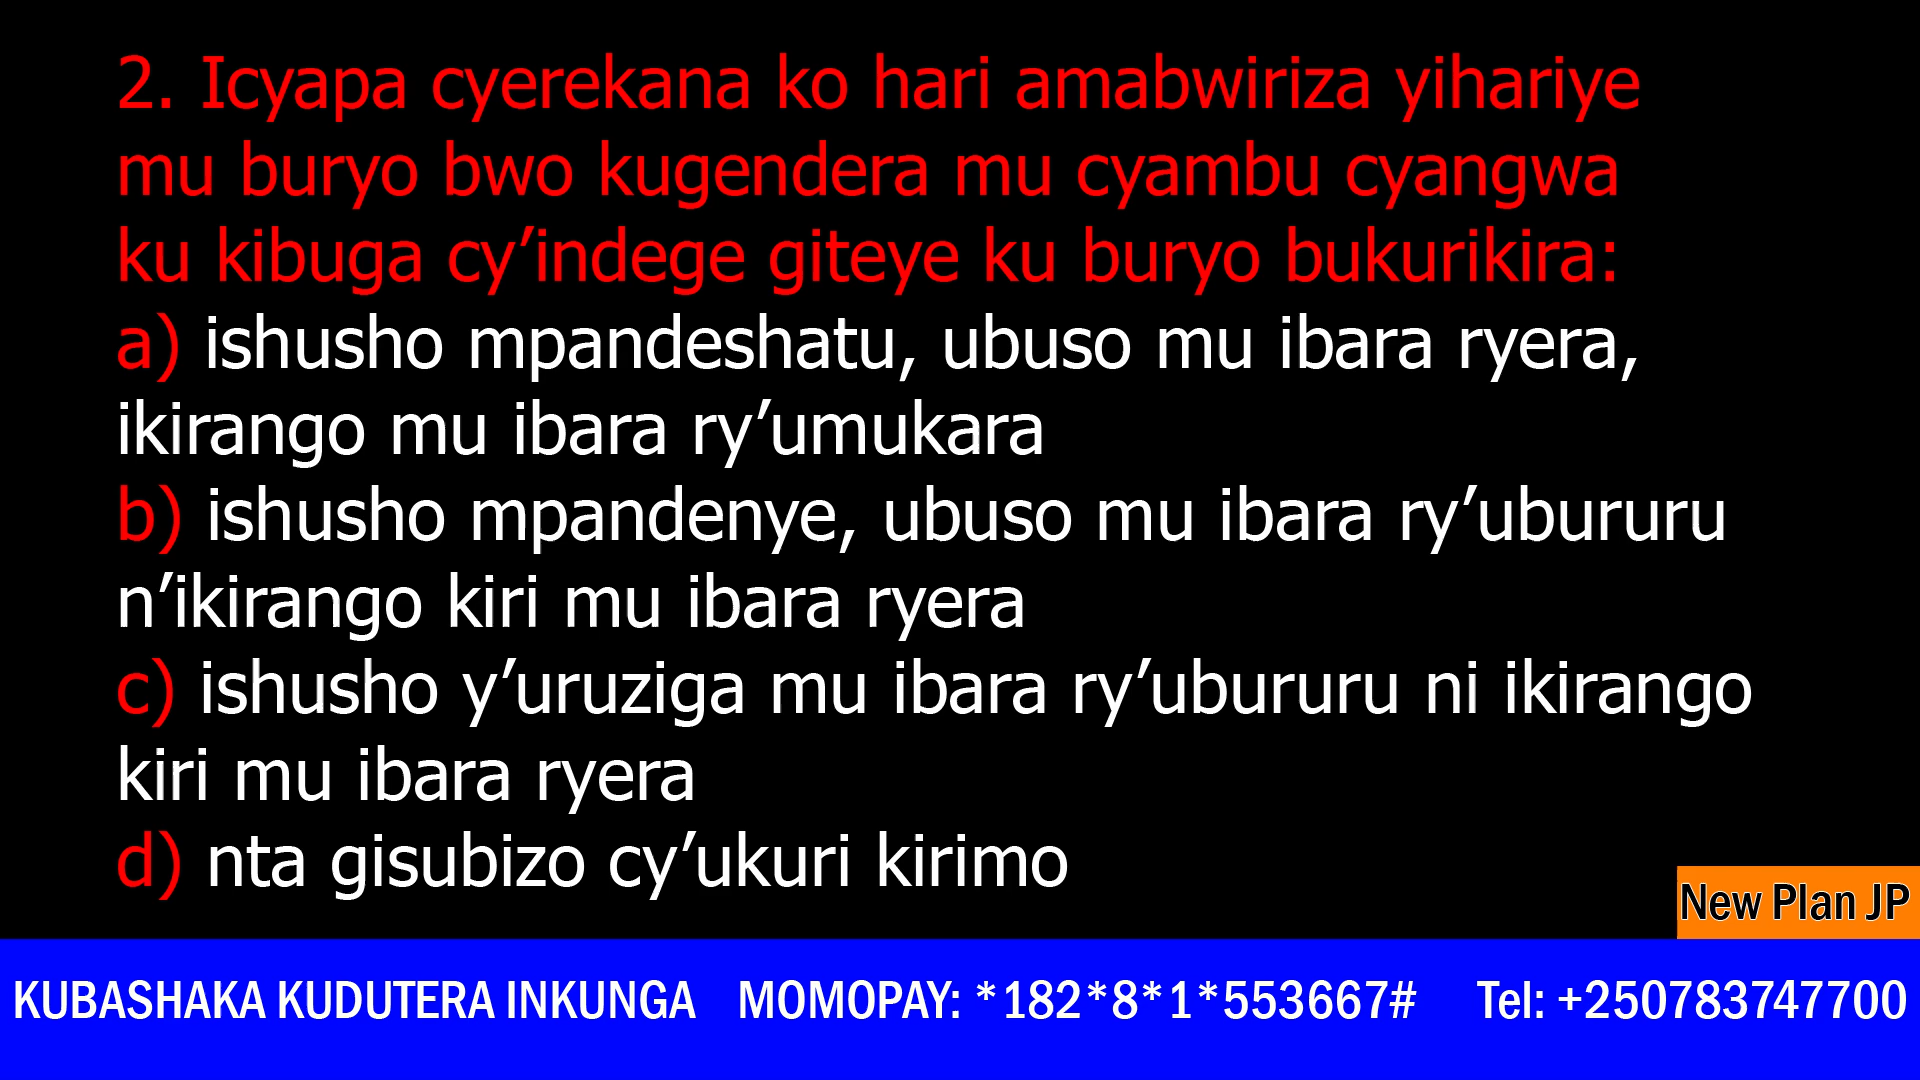 2. Icyapa cyerekana ko hari amabwiriza yihariye
mu buryo bwo kugendera mu cyambu cyangwa
ku kibuga cy’indege giteye ku buryo bukurikira:
a) ishusho mpandeshatu, ubuso mu ibara ryera,
ikirango mu ibara ry’umukara
b) ishusho mpandenye, ubuso mu ibara ry’ubururu
n’ikirango kiri mu ibara ryera
c) ishusho y’uruziga mu ibara ry’ubururu ni ikirango
kiri mu ibara ryera
d) nta gisubizo cy’ukuri kirimo
New Plan JP
KUBASHAKA KUDUTERA INKUNGA MOMOPAY: *182*8*1*553667# Tel: +250783747700